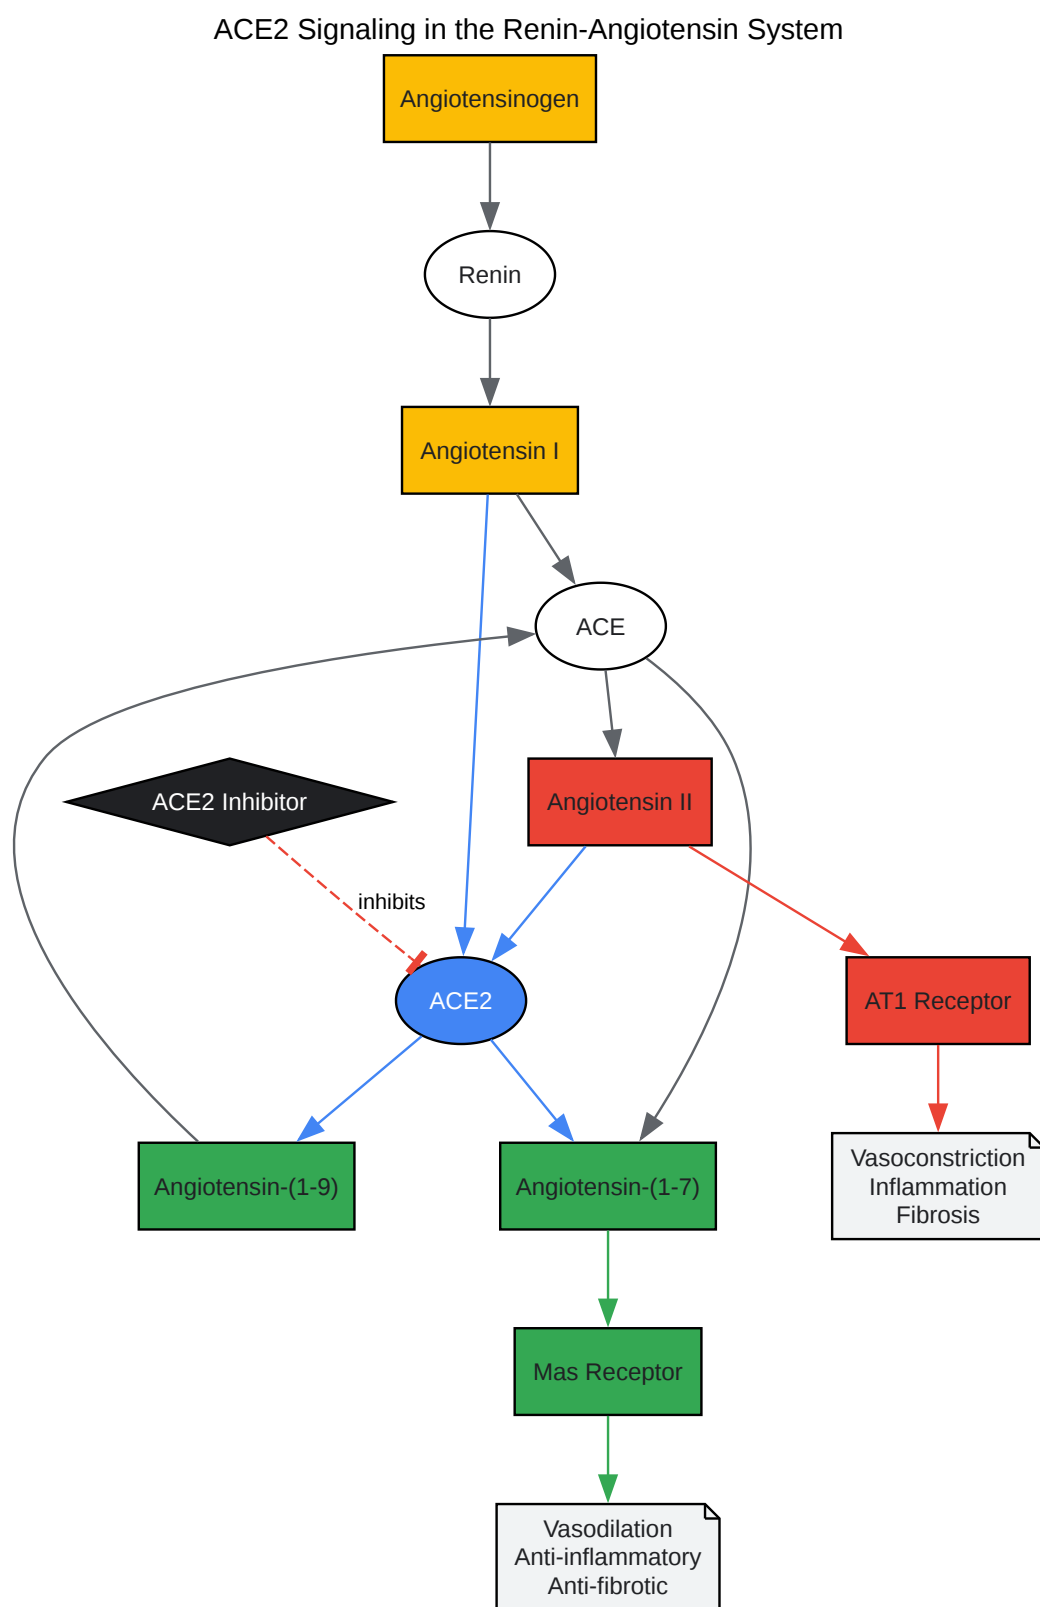 ACE2 Signaling in the Renin-Angiotensin System
Angiotensinogen
Renin
Angiotensin I
ACE
ACE2 Inhibitor
Angiotensin II
inhibits
ACE2
AT1 Receptor
Angiotensin-(1-9)
Angiotensin-(1-7)
Vasoconstriction
Inflammation
Fibrosis
Mas Receptor
Vasodilation
Anti-inflammatory
Anti-fibrotic